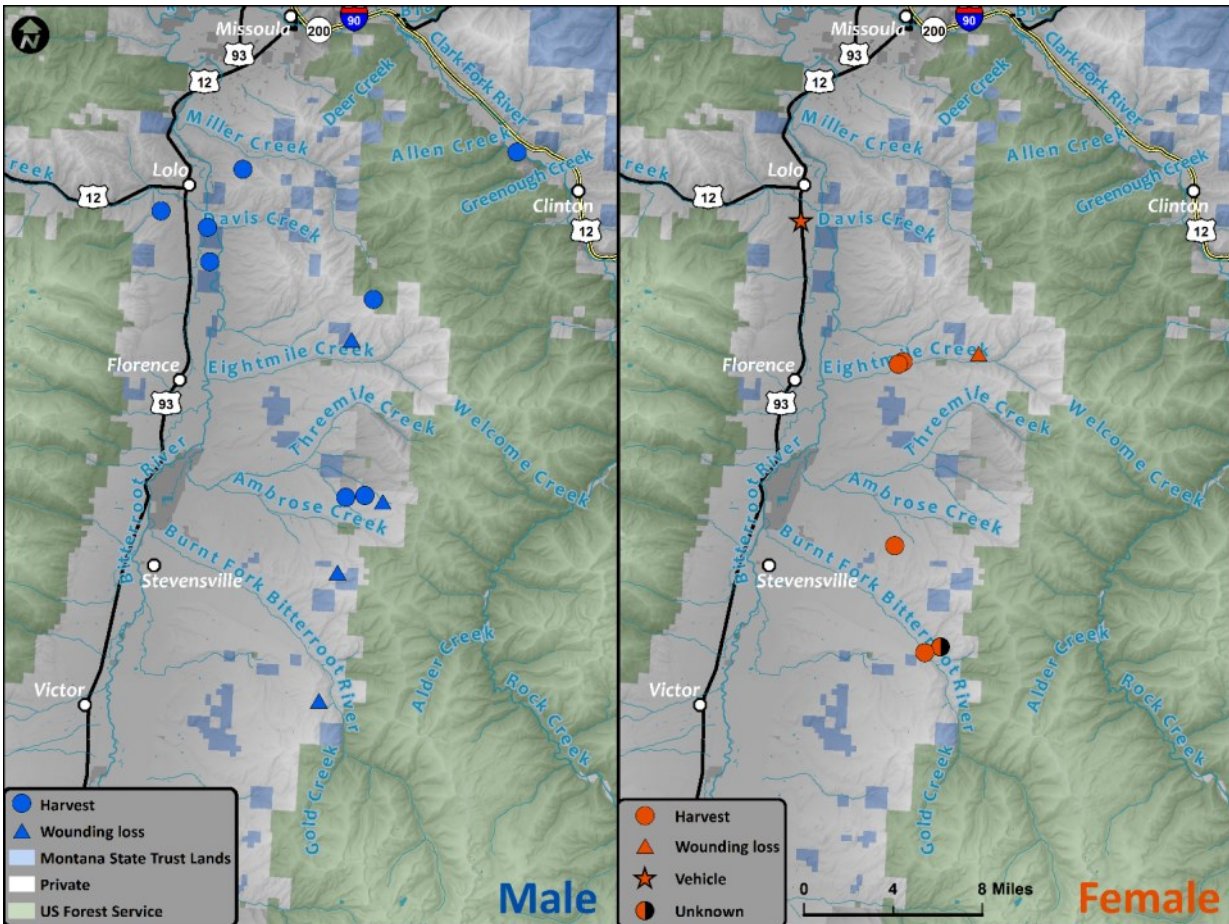 N
Missoula
200
90
93
12
Clark Fork River
Deer Creek
Miller Creek
Allen Creek
Greenough Creek
Creek
Lolo
12
Clinton
12
Davis Creek
Eightmile Creek
Florence
93
Threemile Creek
Welcome Creek
Bitterroot River
Ambrose Creek
Burnt Fork Bitterroot River
Stevensville
Alder Creek
Rock Creek
Victor
Gold Creek
Harvest
Wounding loss
Montana State Trust Lands
Private
US Forest Service
Male
Missoula
200
90
93
12
Clark Fork River
Deer Creek
Miller Creek
Allen Creek
Greenough Creek
Creek
Lolo
12
Clinton
12
Davis Creek
Eightmile Creek
Florence
93
Threemile Creek
Welcome Creek
Bitterroot River
Ambrose Creek
Burnt Fork Bitterroot River
Stevensville
Alder Creek
Rock Creek
Victor
Gold Creek
Harvest
Wounding loss
Vehicle
Unknown
0 4 8 Miles
Female